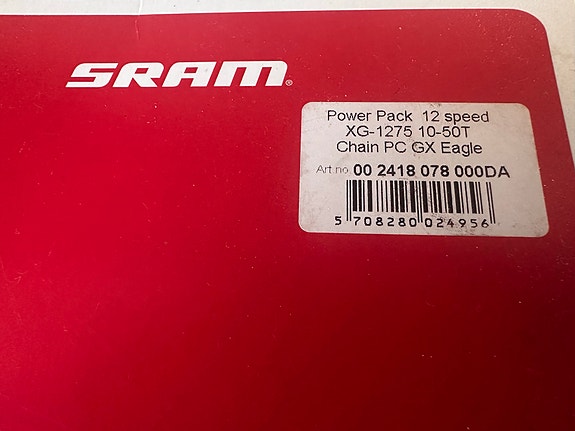 SRAM®
Power Pack 12 speed
XG-1275 10-50T
Chain PC GX Eagle
Art.no. 00 2418 078 000DA
5 708280 024956